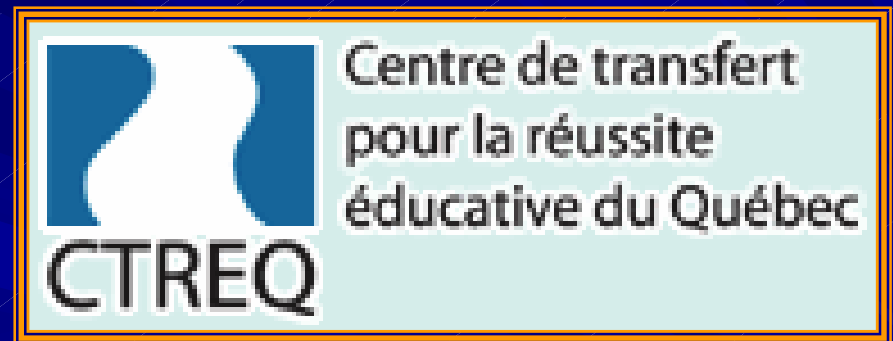 Centre de transfert
pour la réussite
éducative du Québec
CTREQ